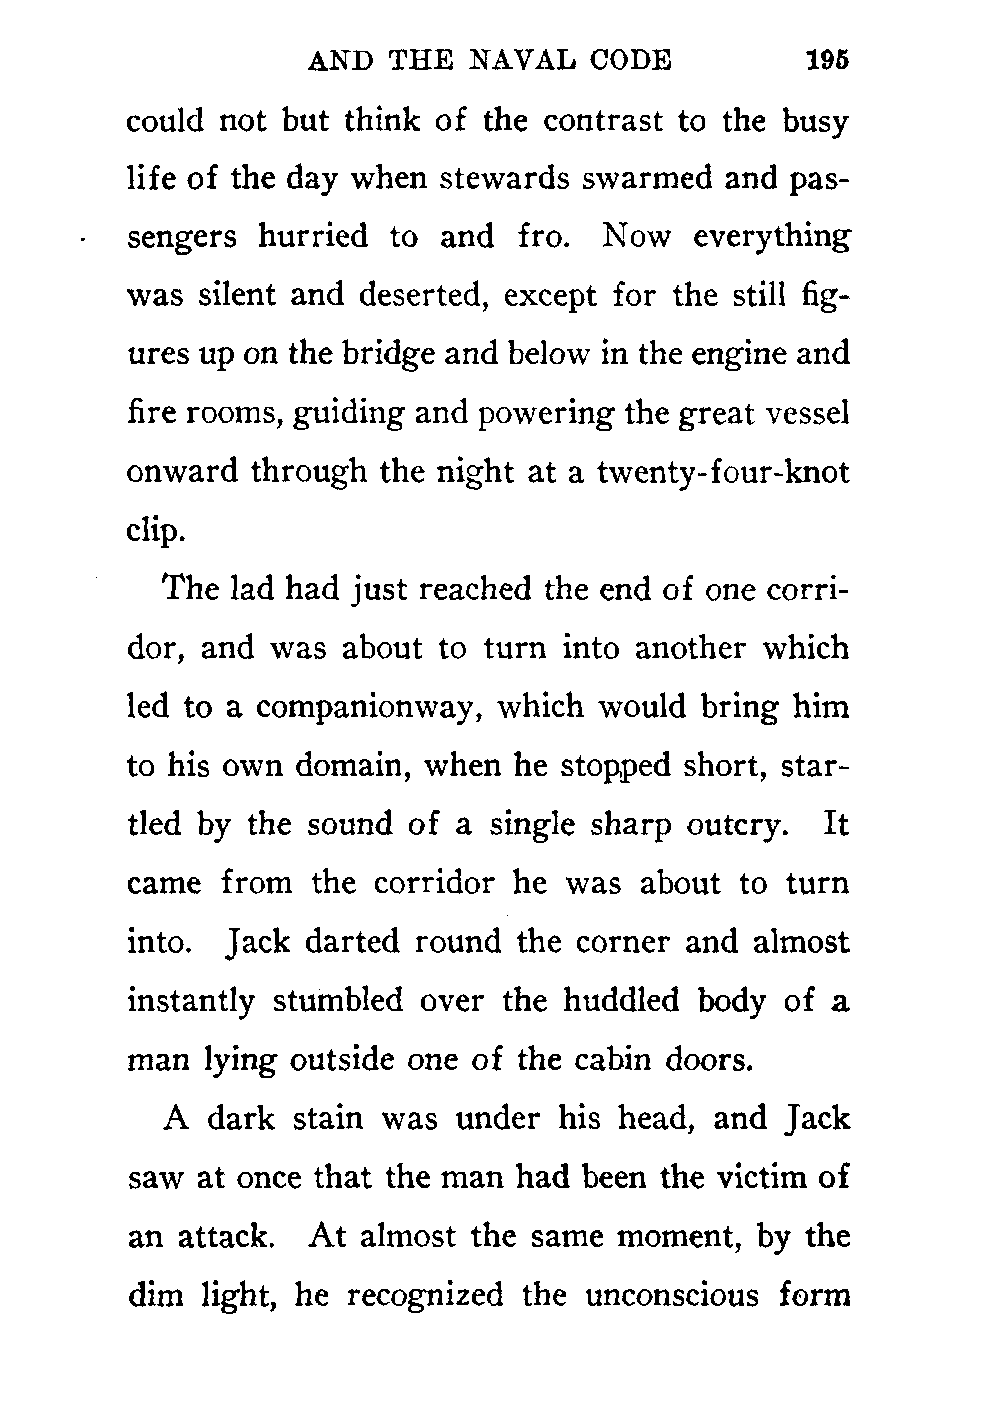 AND THE NAVAL CODE 195
could not but think of the contrast to the busy
life of the day when stewards swarmed and pas-
sengers hurried to and fro. Now everything
was silent and deserted, except for the still fig-
ures up on the bridge and below in the engine and
fire rooms, guiding and powering the great vessel
onward through the night at a twenty-four-knot
clip.
The lad had just reached the end of one corri-
dor, and was about to turn into another which
led to a companionway, which would bring him
to his own domain, when he stopped short, star-
tled by the sound of a single sharp outcry. It
came from the corridor he was about to turn
into. Jack darted round the corner and almost
instantly stumbled over the huddled body of a
man lying outside one of the cabin doors.
A dark stain was under his head, and Jack
saw at once that the man had been the victim of
an attack. At almost the same moment, by the
dim light, he recognized the unconscious form